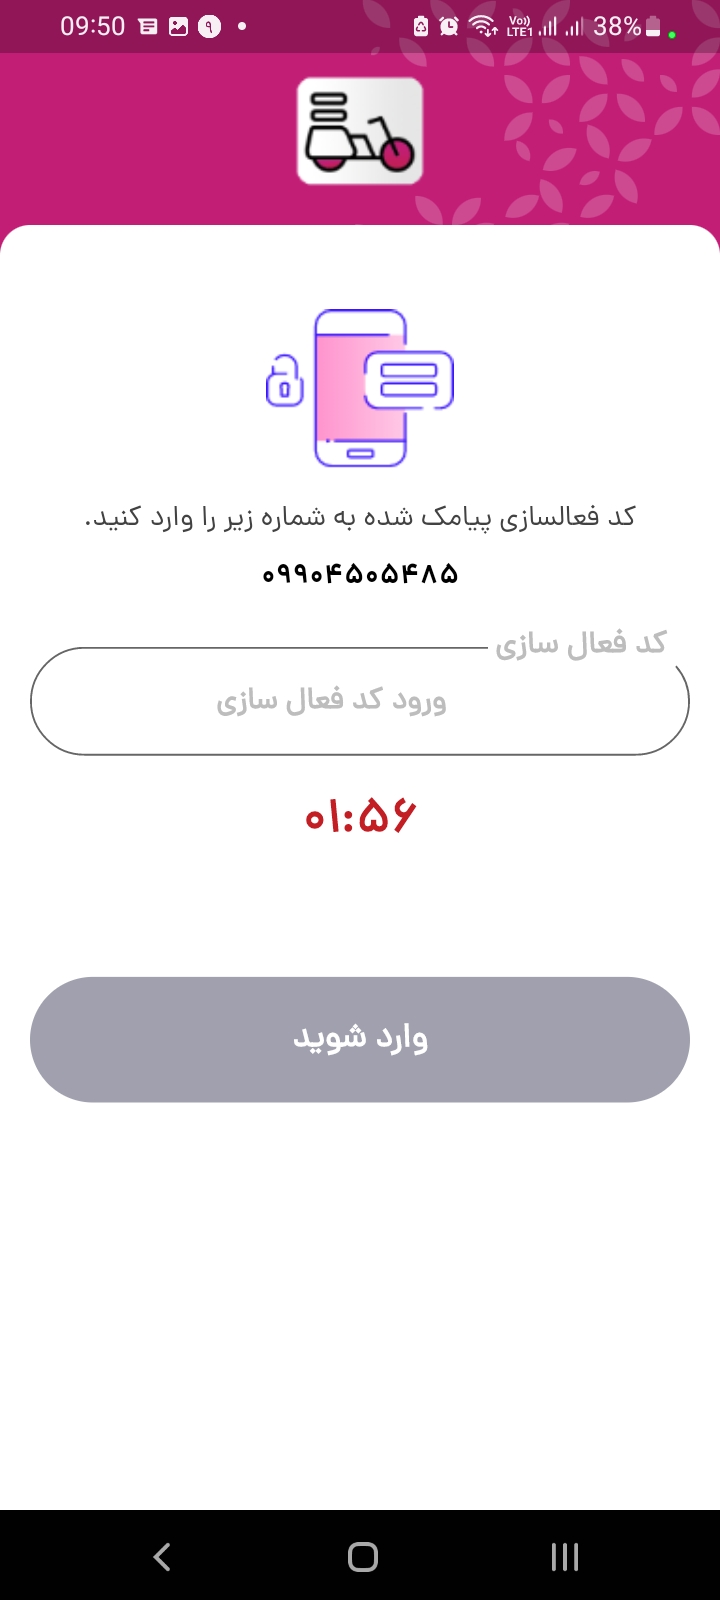 09:50
۹
Vo)) LTE1
38%
کد فعالسازی پیامک شده به شماره زیر را وارد کنید.
۰۹۹۰۴۵۰۵۴۸۵
کد فعال سازی
ورود کد فعال سازی
۰۱:۵۶
وارد شوید